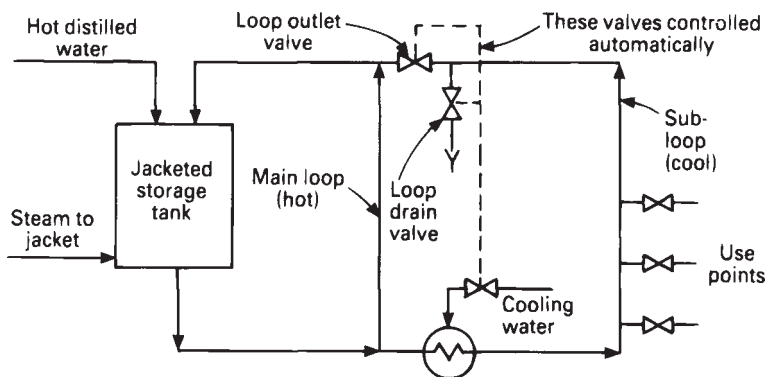 Hot distilled
water
Loop outlet
valve
These valves controlled
automatically
Jacketed
storage
tank
Steam to
jacket
Main loop
(hot)
Loop
drain
valve
Sub-
loop
(cool)
Use
points
Cooling
water